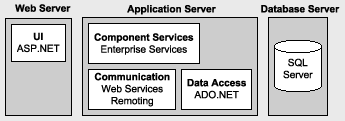 Web Server
Application Server
Database Server
UI
ASP.NET
Component Services
Enterprise Services
Communication
Web Services
Remoting
Data Access
ADO.NET
SQL
Server